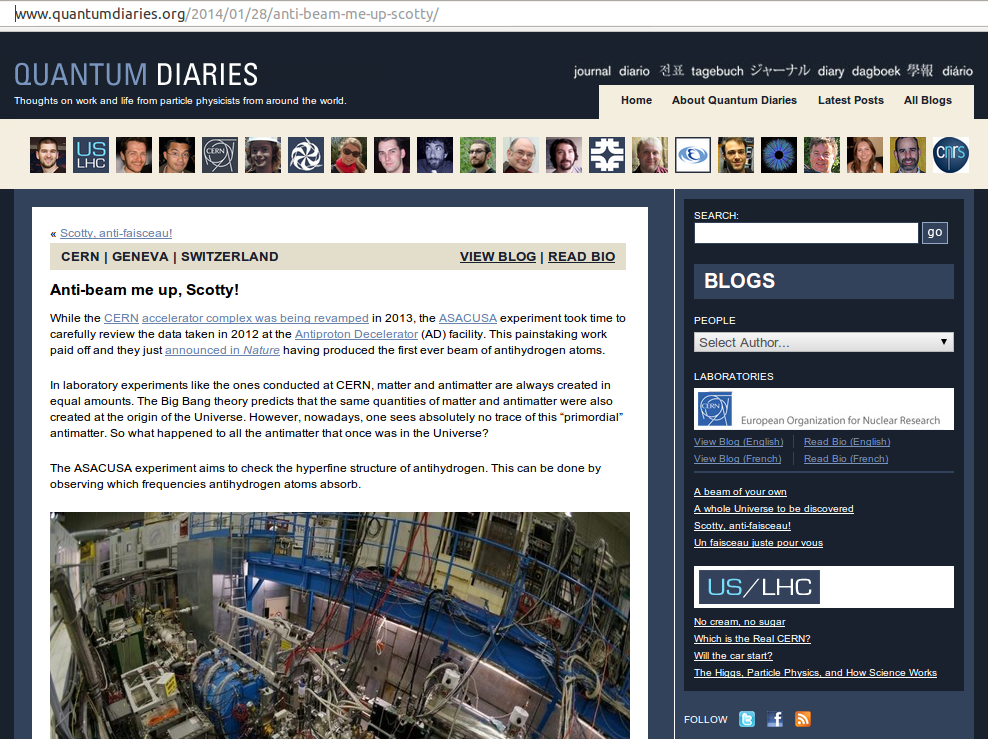 www.quantumdiaries.org/2014/01/28/anti-beam-me-up-scotty/
QUANTUM DIARIES
Thoughts on work and life from particle physicists from around the world.
journal diario 전표 tagebuch ジャーナル diary dagboek 學報 diário
Home About Quantum Diaries Latest Posts All Blogs
US LHC
CERN
cnrs
« Scotty, anti-faisceau!
CERN | GENEVA | SWITZERLAND
VIEW BLOG | READ BIO
Anti-beam me up, Scotty!
While the CERN accelerator complex was being revamped in 2013, the ASACUSA experiment took time to
carefully review the data taken in 2012 at the Antiproton Decelerator (AD) facility. This painstaking work
paid off and they just announced in Nature having produced the first ever beam of antihydrogen atoms.
In laboratory experiments like the ones conducted at CERN, matter and antimatter are always created in
equal amounts. The Big Bang theory predicts that the same quantities of matter and antimatter were also
created at the origin of the Universe. However, nowadays, one sees absolutely no trace of this “primordial”
antimatter. So what happened to all the antimatter that once was in the Universe?
The ASACUSA experiment aims to check the hyperfine structure of antihydrogen. This can be done by
observing which frequencies antihydrogen atoms absorb.
SEARCH:
go
BLOGS
PEOPLE
Select Author...
LABORATORIES
CERN
European Organization for Nuclear Research
View Blog (English) Read Bio (English)
View Blog (French) Read Bio (French)
A beam of your own
A whole Universe to be discovered
Scotty, anti-faisceau!
Un faisceau juste pour vous
US/LHC
No cream, no sugar
Which is the Real CERN?
Will the car start?
The Higgs, Particle Physics, and How Science Works
FOLLOW